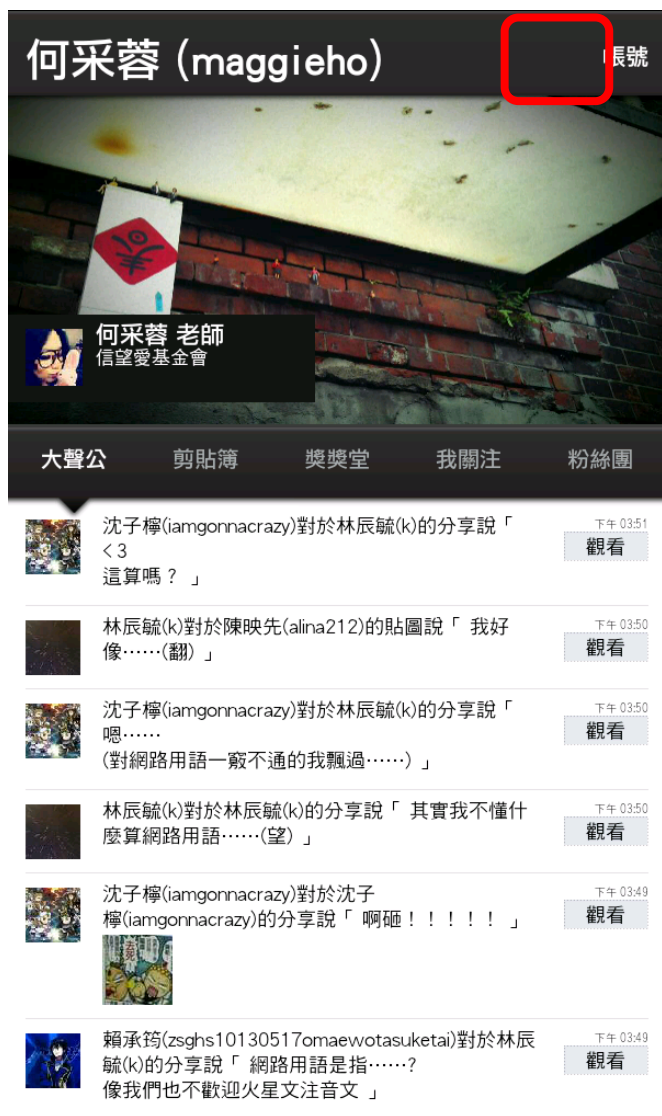 何采蓉 (maggieho)
帳號
何采蓉 老師
信望愛基金會
大聲公 剪貼簿 獎獎堂 我關注 粉絲團
沈子檸(iamgonnacrazy)對於林辰毓(k)的分享說「
<3
這算嗎? 」
下午 03:51
觀看
林辰毓(k)對於陳映先(alina212)的貼圖說「 我好
像……(翻) 」
下午 03:50
觀看
沈子檸(iamgonnacrazy)對於林辰毓(k)的分享說「
嗯……
(對網路用語一竅不通的我飄過……) 」
下午 03:50
觀看
林辰毓(k)對於林辰毓(k)的分享說「 其實我不懂什
麼算網路用語……(望) 」
下午 03:50
觀看
沈子檸(iamgonnacrazy)對於沈子
檸(iamgonnacrazy)的分享說「 啊砸!!!!! 」
下午 03:49
觀看
去死
賴承筠(zsghs10130517omaewotasuketai)對於林辰
毓(k)的分享說「 網路用語是指……?
像我們也不歡迎火星文注音文 」
下午 03:49
觀看